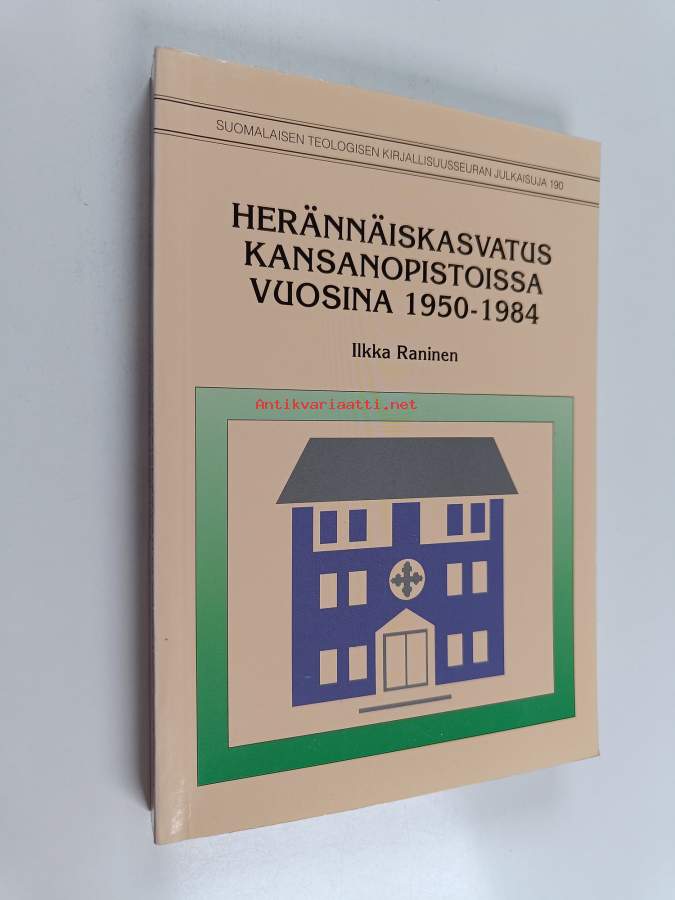 SUOMALAISEN TEOLOGISEN KIRJALLISUUSSEURAN JULKAISUJA 190
HERÄNNÄISKASVATUS
KANSANOPISTOISSA
VUOSINA 1950-1984
Ilkka Raninen
Antikvariaatti.net